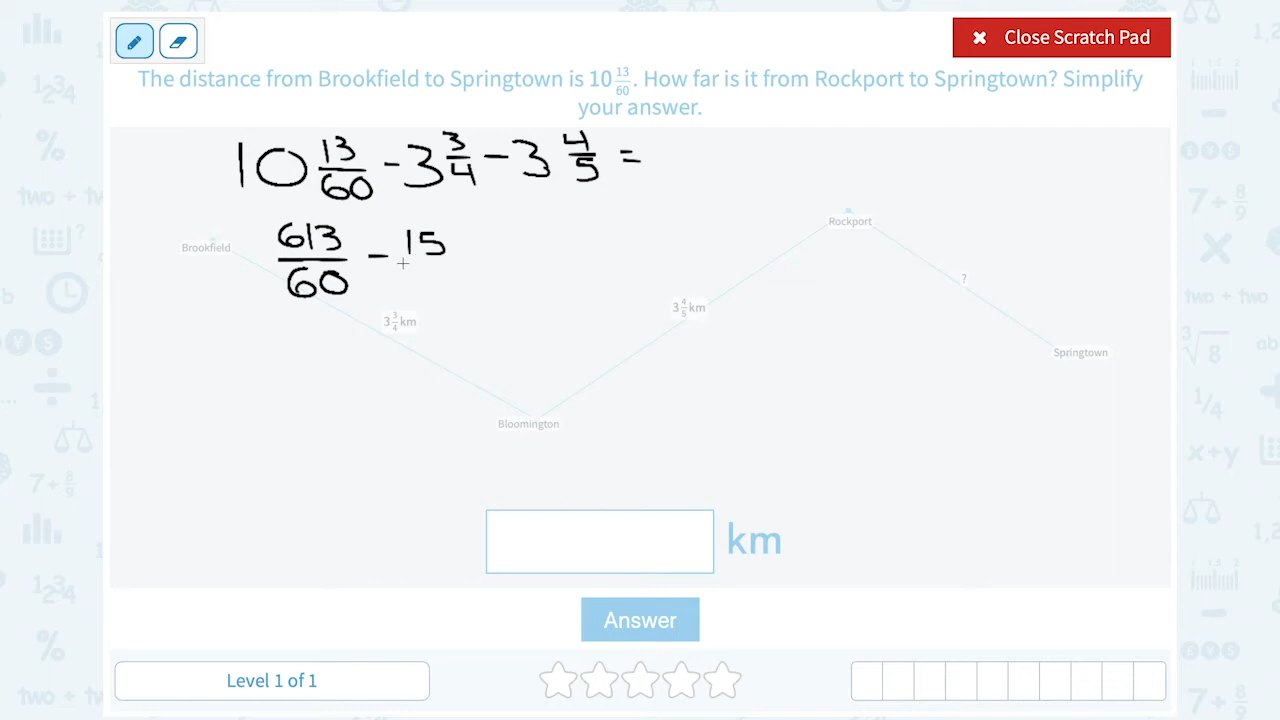 Close Scratch Pad
The distance from Brookfield to Springtown is 10 13/60. How far is it from Rockport to Springtown? Simplify
your answer.
10 13/60 - 3 3/4 - 3 4/5 =
613/60 - 15
Brookfield
Rockport
3 3/4 km
3 4/5 km
?
Springtown
Bloomington
km
Answer
Level 1 of 1